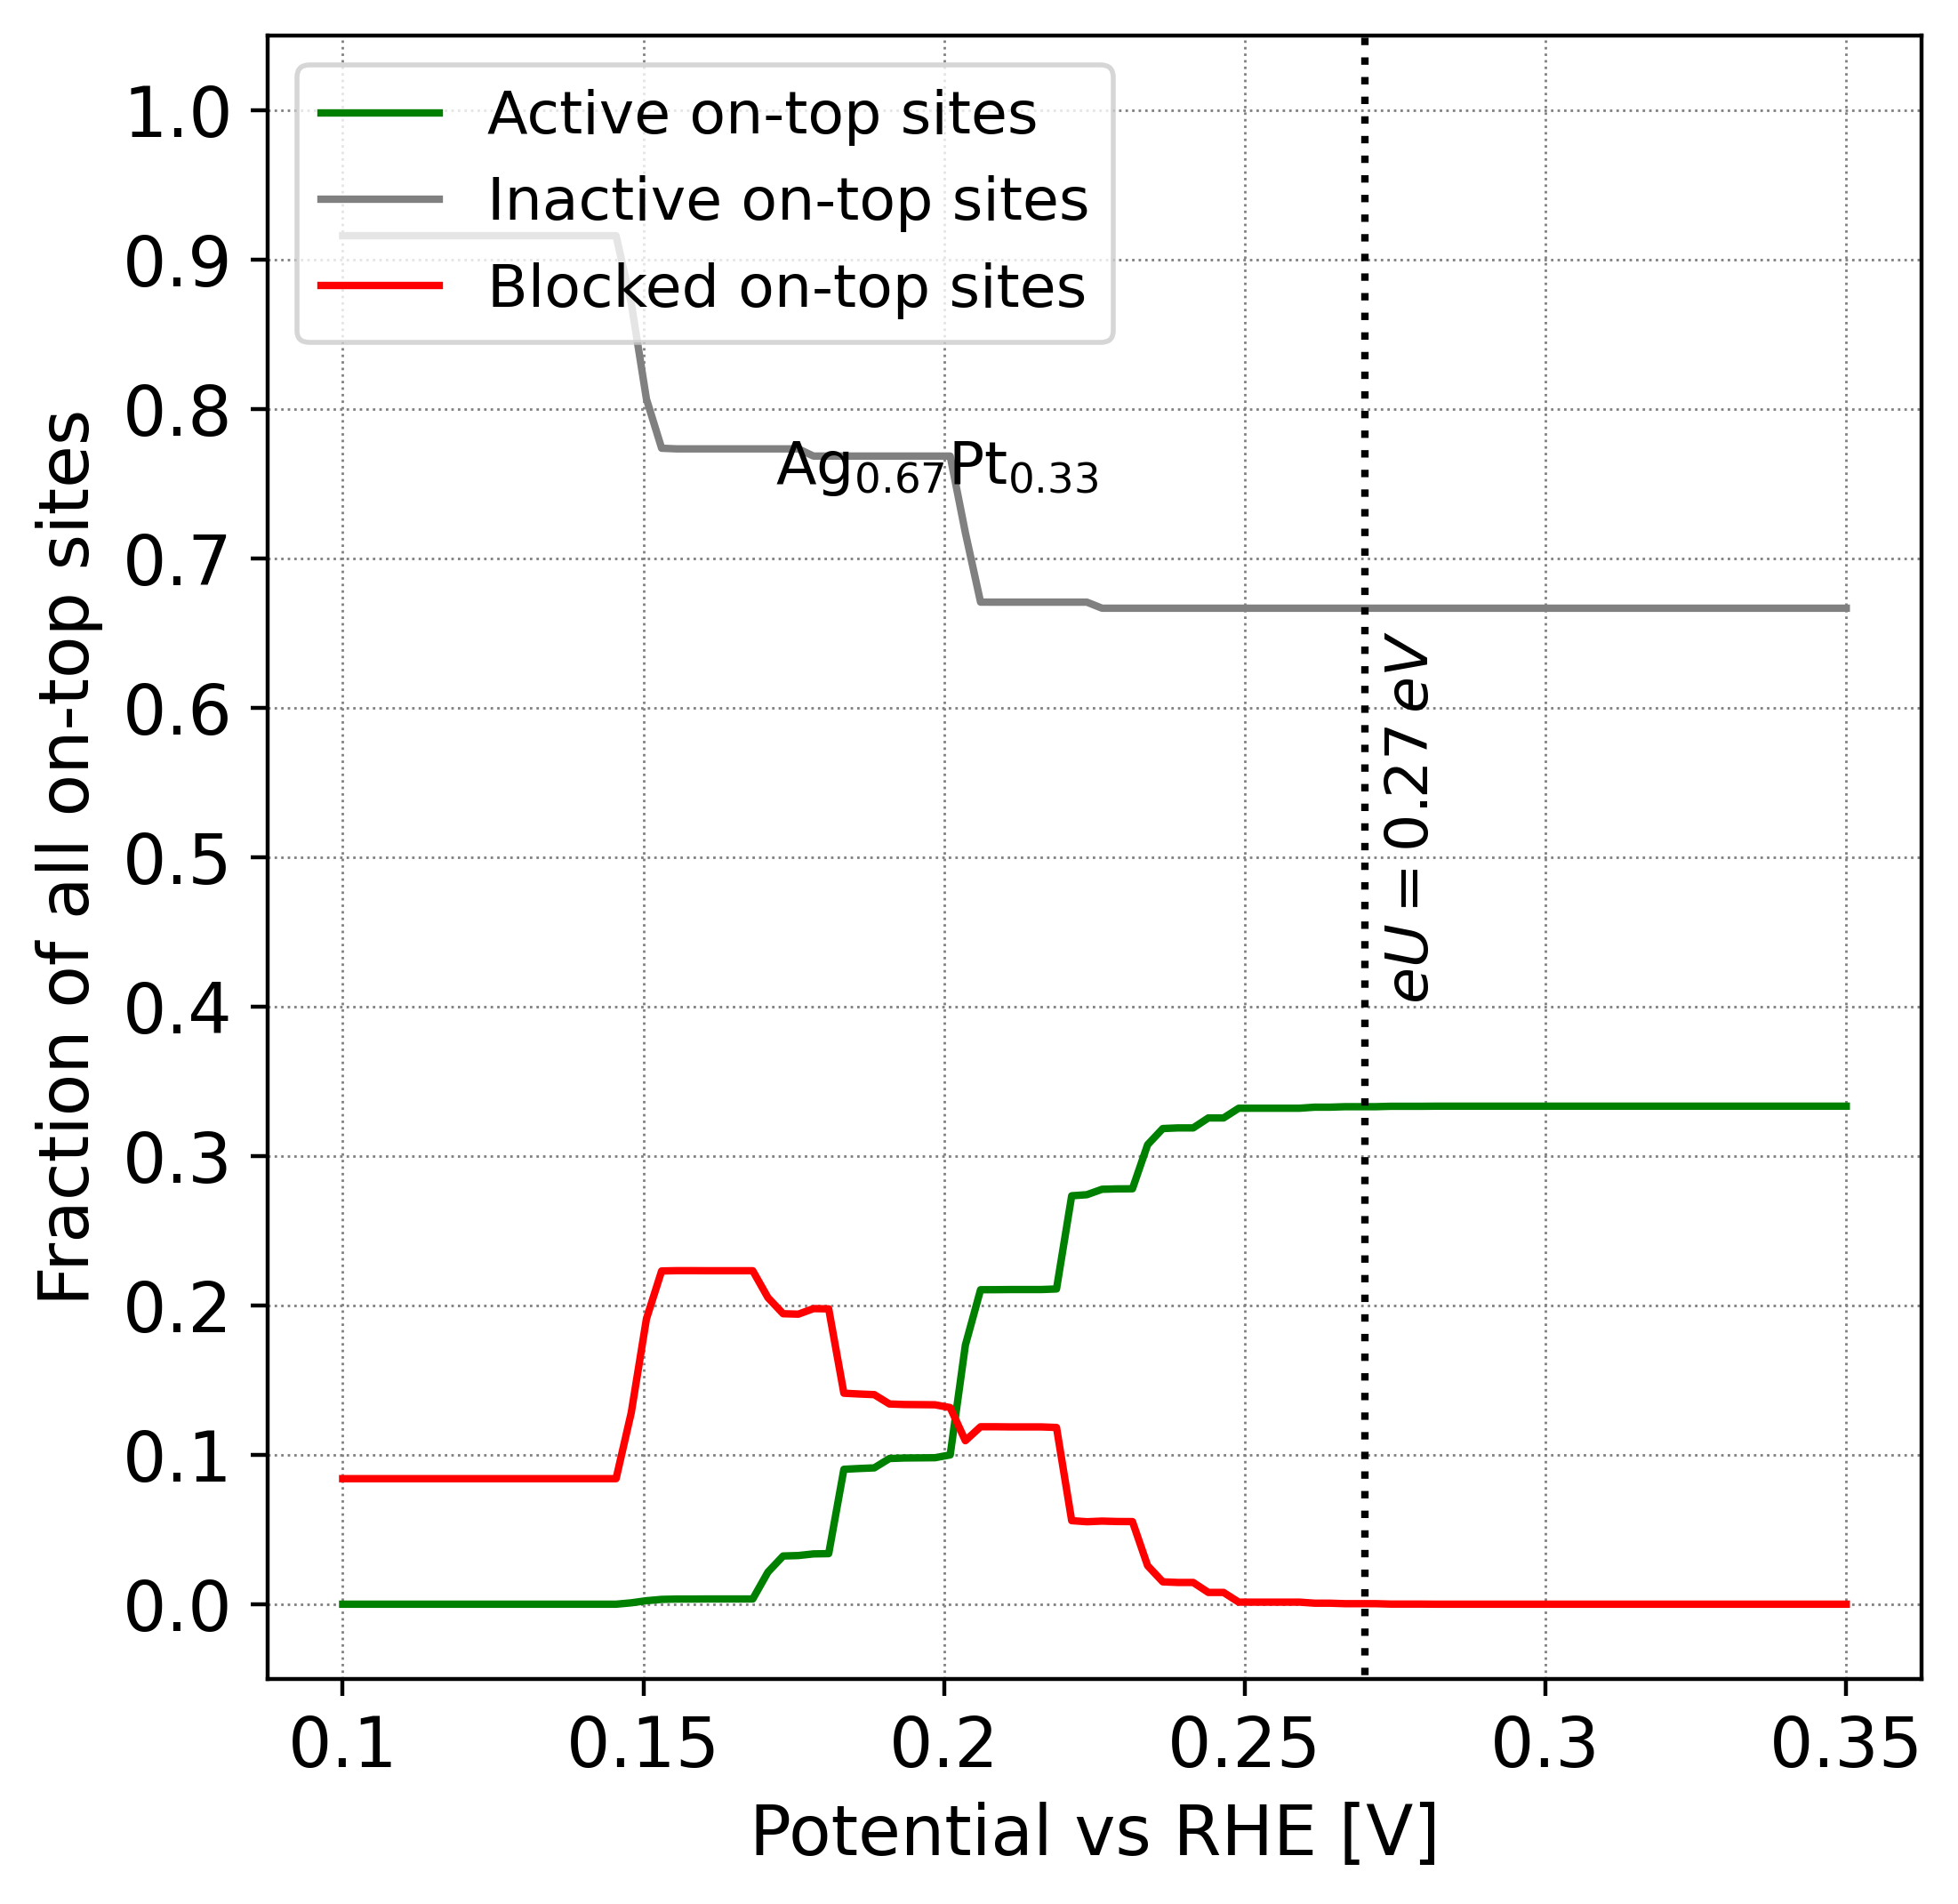 Active on-top sites
Inactive on-top sites
Blocked on-top sites
1.0
0.9
0.8
0.7
0.6
0.5
0.4
0.3
0.2
0.1
0.0
Fraction of all on-top sites
Ag₀.₆₇Pt₀.₃₃
eU = 0.27 eV
0.1 0.15 0.2 0.25 0.3 0.35
Potential vs RHE [V]